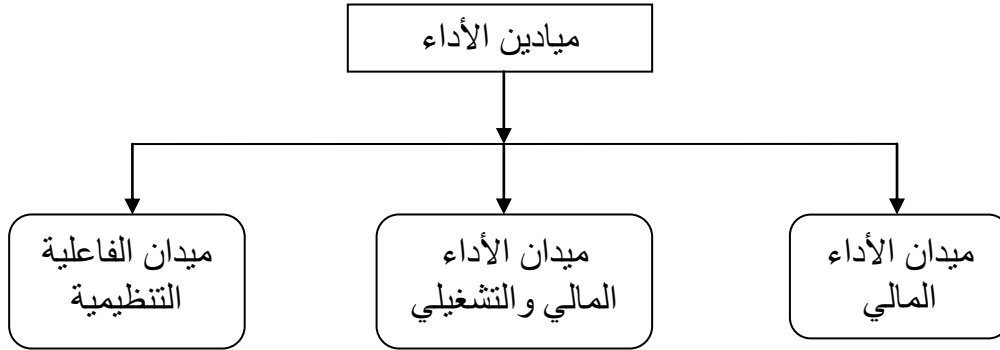 ميادين الأداء
ميدان الأداء
المالي
ميدان الأداء
المالي والتشغيلي
ميدان الفاعلية
التنظيمية